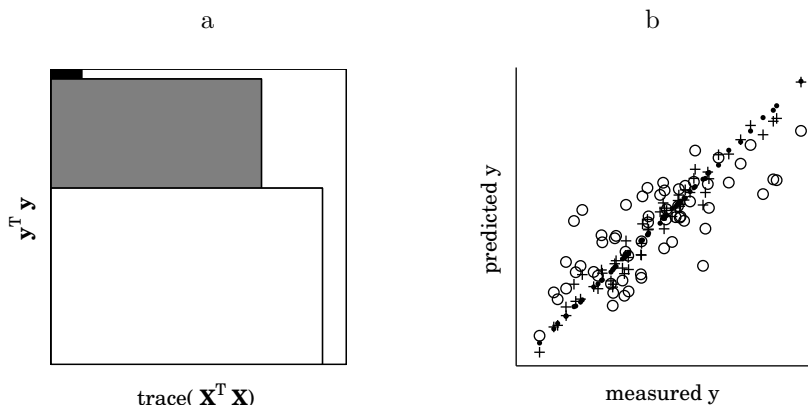 a
b
y^T y
trace( X^T X)
predicted y
measured y